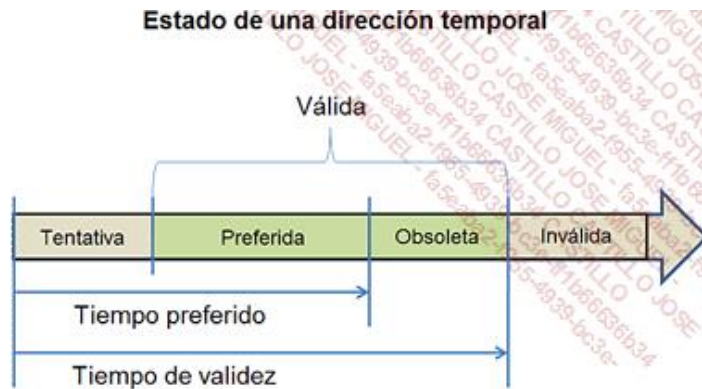 Estado de una dirección temporal
Válida
Tentativa
Preferida
Obsoleta
Inválida
Tiempo preferido
Tiempo de validez